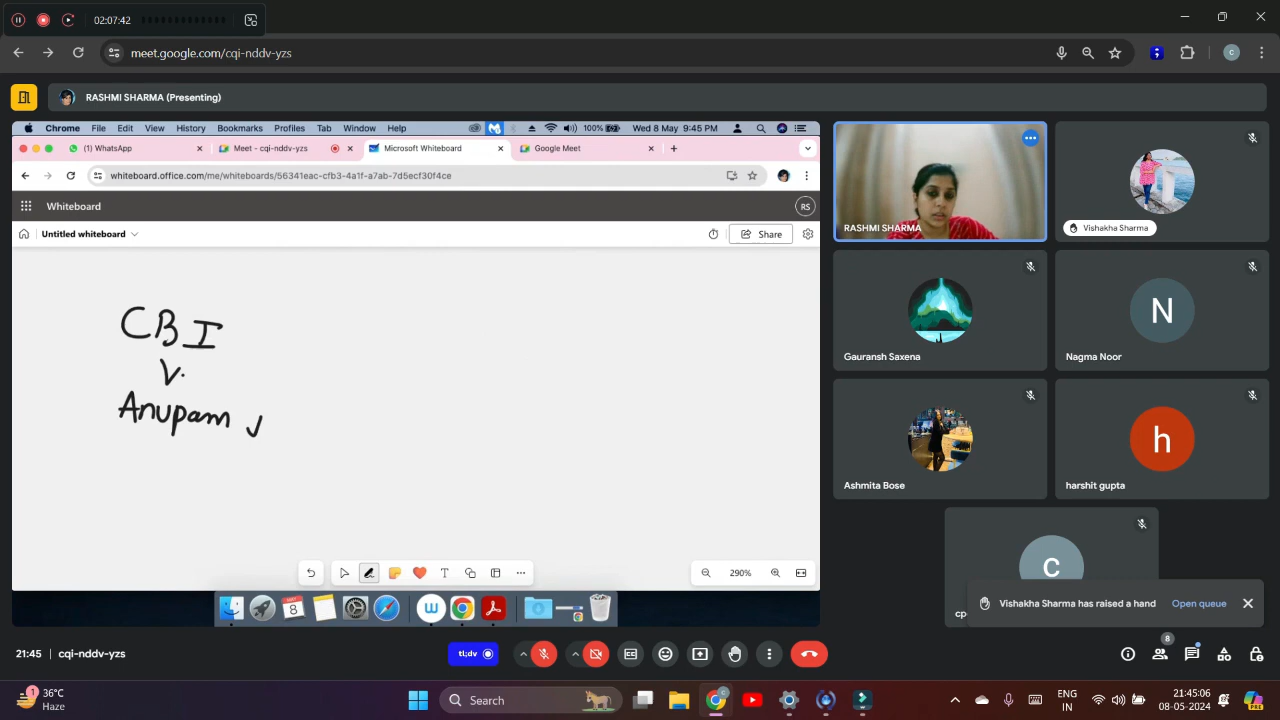 02:07:42
meet.google.com/cqi-nddv-yzs
c
RASHMI SHARMA (Presenting)
Chrome File Edit View History Bookmarks Profiles Tab Window Help 100% Wed 8 May 9:45 PM
(1) WhatsApp Meet - cqi-nddv-yzs Microsoft Whiteboard Google Meet
whiteboard.office.com/me/whiteboards/56341eac-cfb3-4a1f-a7ab-7d5ecf30f4ce
Whiteboard RS
Untitled whiteboard Share
CBI
V.
Anupam
290%
RASHMI SHARMA
Vishakha Sharma
Gauransh Saxena
N
Nagma Noor
Ashmita Bose
h
harshit gupta
c
cp
Vishakha Sharma has raised a hand Open queue
21:45 | cqi-nddv-yzs
tl;dv
8
1
36°C
Haze
Search
ENG
IN
21:45:06
08-05-2024